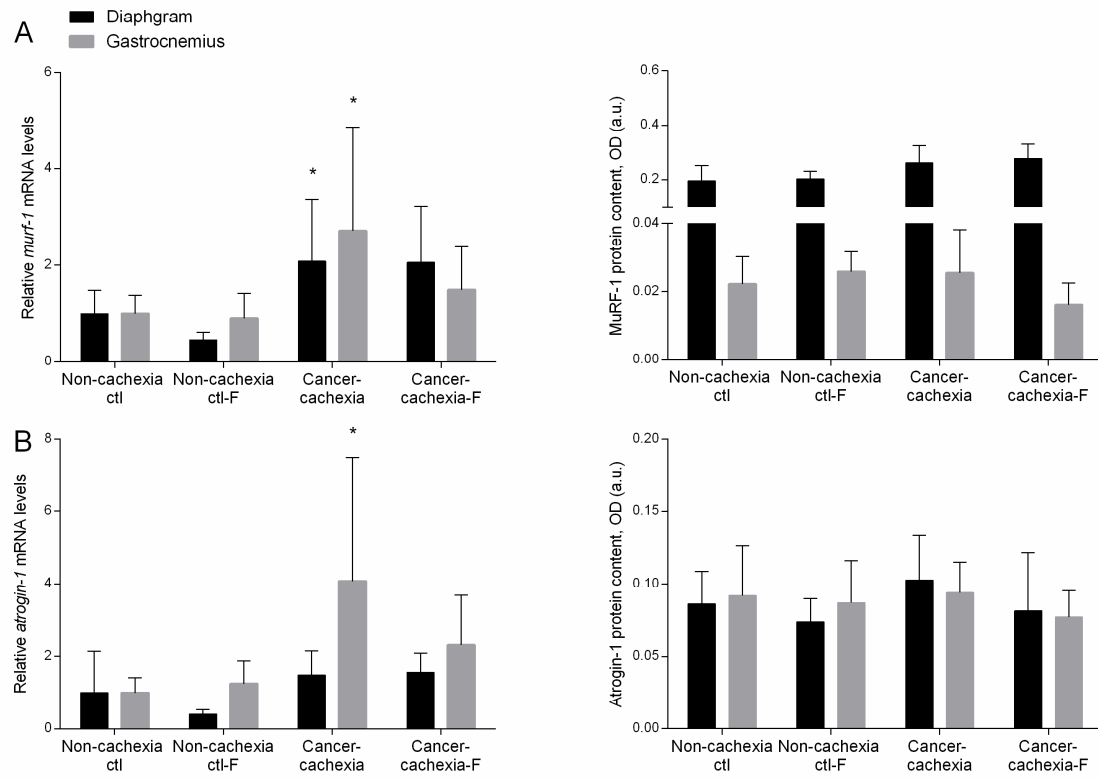 A
Diaphgram
Gastrocnemius
Relative murf-1 mRNA levels
6
4
2
0
*
*
Non-cachexia
ctl
Non-cachexia
ctl-F
Cancer-
cachexia
Cancer-
cachexia-F
MuRF-1 protein content, OD (a.u.)
0.6
0.4
0.2
0.04
0.02
0.00
Non-cachexia
ctl
Non-cachexia
ctl-F
Cancer-
cachexia
Cancer-
cachexia-F
B
Relative atrogin-1 mRNA levels
8
6
4
2
0
*
Non-cachexia
ctl
Non-cachexia
ctl-F
Cancer-
cachexia
Cancer-
cachexia-F
Atrogin-1 protein content, OD (a.u.)
0.20
0.15
0.10
0.05
0.00
Non-cachexia
ctl
Non-cachexia
ctl-F
Cancer-
cachexia
Cancer-
cachexia-F